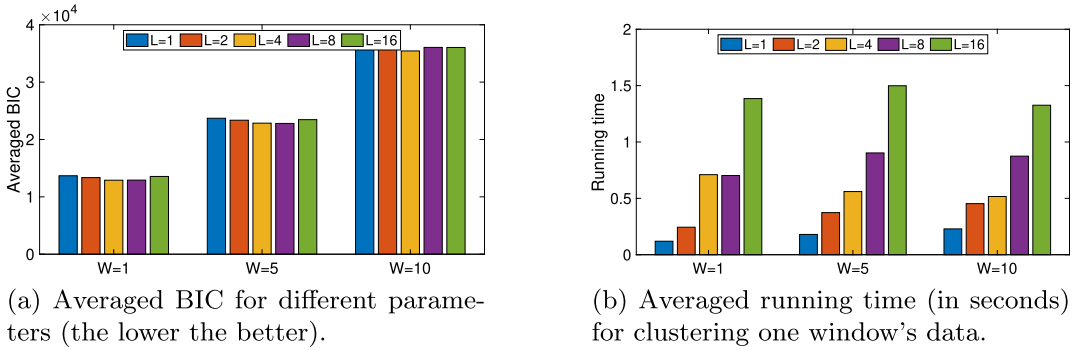 ×10⁴
4
3
2
1
0
Averaged BIC
L=1 L=2 L=4 L=8 L=16
W=1 W=5 W=10
(a) Averaged BIC for different parame-
ters (the lower the better).
2
1.5
1
0.5
0
Running time
L=1 L=2 L=4 L=8 L=16
W=1 W=5 W=10
(b) Averaged running time (in seconds)
for clustering one window's data.